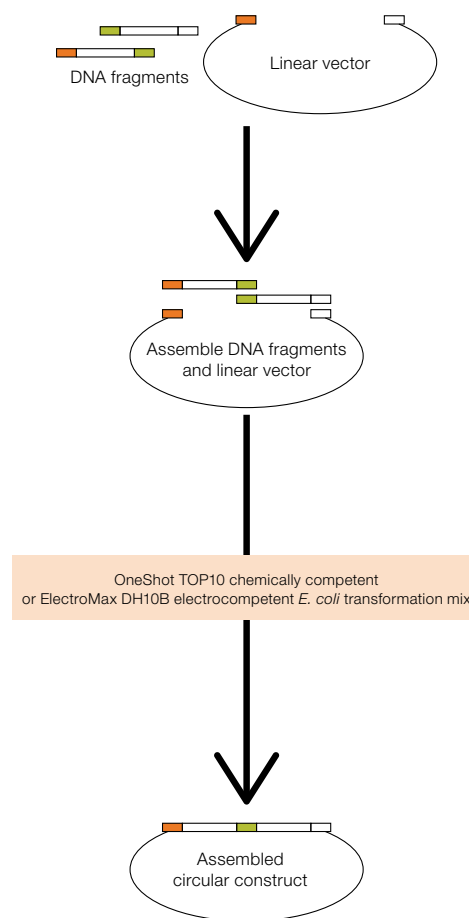 DNA fragments
Linear vector
Assemble DNA fragments
and linear vector
OneShot TOP10 chemically competent
or ElectroMax DH10B electrocompetent E. coli transformation mix
Assembled
circular construct